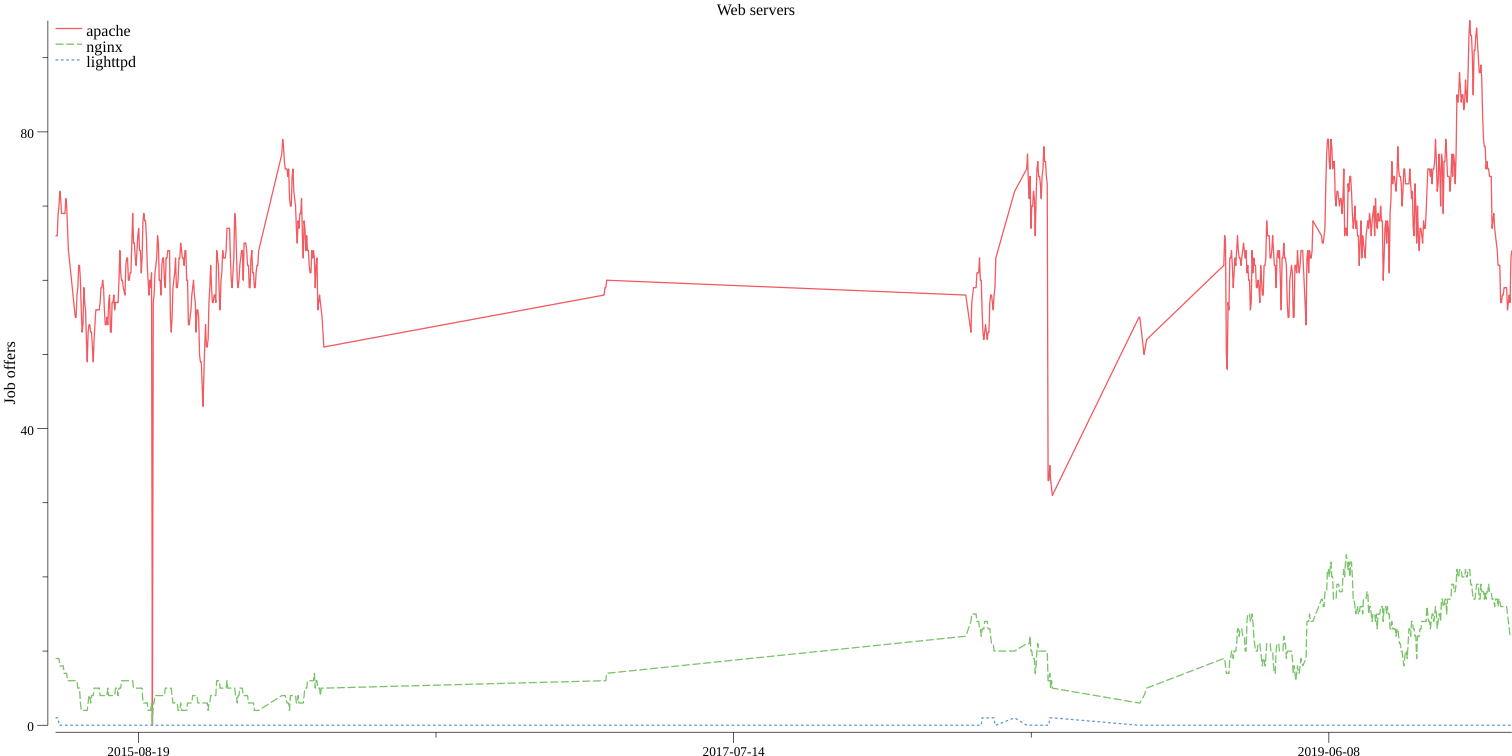 Web servers
apache
nginx
lighttpd
80
40
0
Job offers
2015-08-19
2017-07-14
2019-06-08